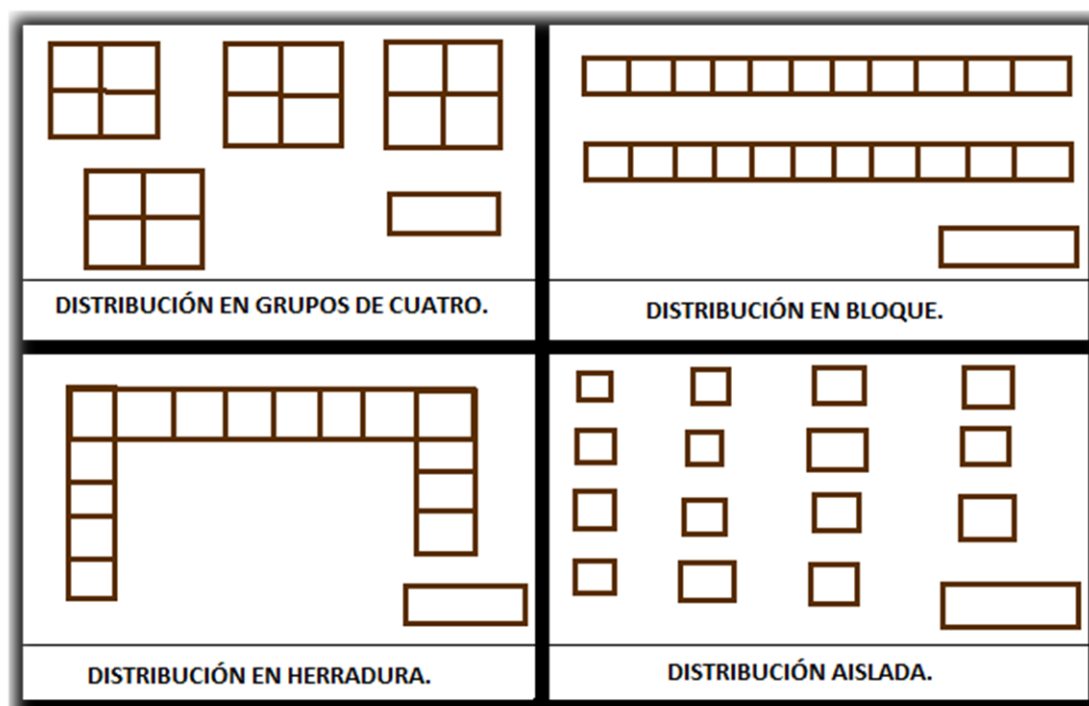 DISTRIBUCIÓN EN GRUPOS DE CUATRO.
DISTRIBUCIÓN EN BLOQUE.
DISTRIBUCIÓN EN HERRADURA.
DISTRIBUCIÓN AISLADA.